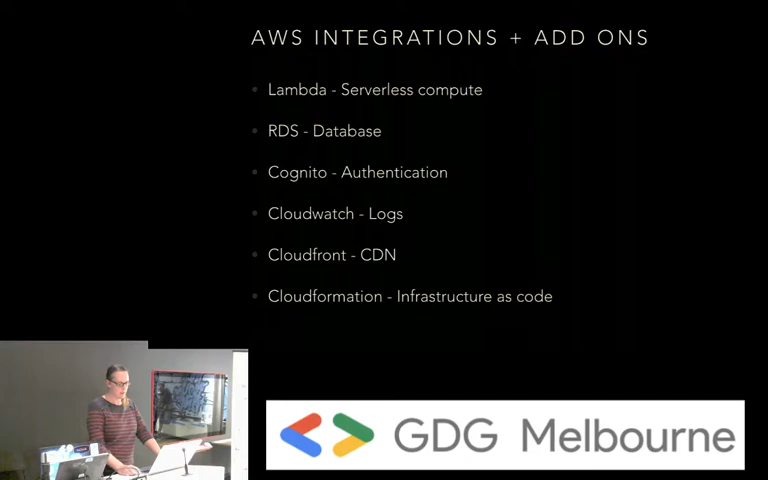 AWS INTEGRATIONS + ADD ONS
Lambda - Serverless compute
RDS - Database
Cognito - Authentication
Cloudwatch - Logs
Cloudfront - CDN
Cloudformation - Infrastructure as code
GDG Melbourne